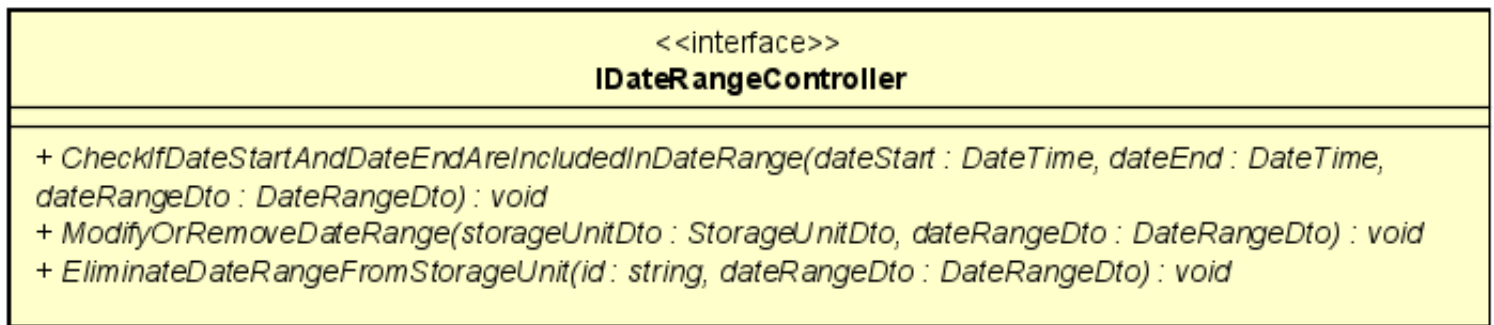 <<interface>>
IDateRangeController
+ CheckIfDateStartAndDateEndAreIncludedInDateRange(dateStart : DateTime, dateEnd : DateTime,
dateRangeDto : DateRangeDto) : void
+ ModifyOrRemoveDateRange(storageUnitDto : StorageUnitDto, dateRangeDto : DateRangeDto) : void
+ EliminateDateRangeFromStorageUnit(id : string, dateRangeDto : DateRangeDto) : void